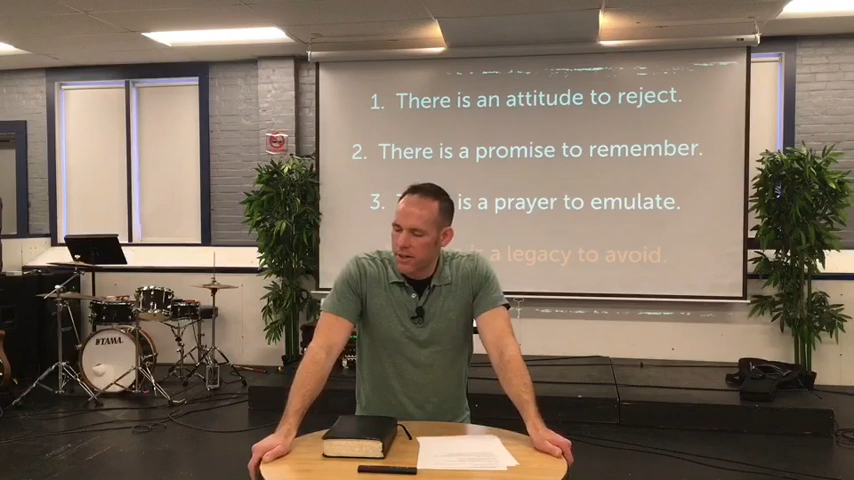 1. There is an attitude to reject.
2. There is a promise to remember.
3. is a prayer to emulate.
is a legacy to avoid.
TAMA